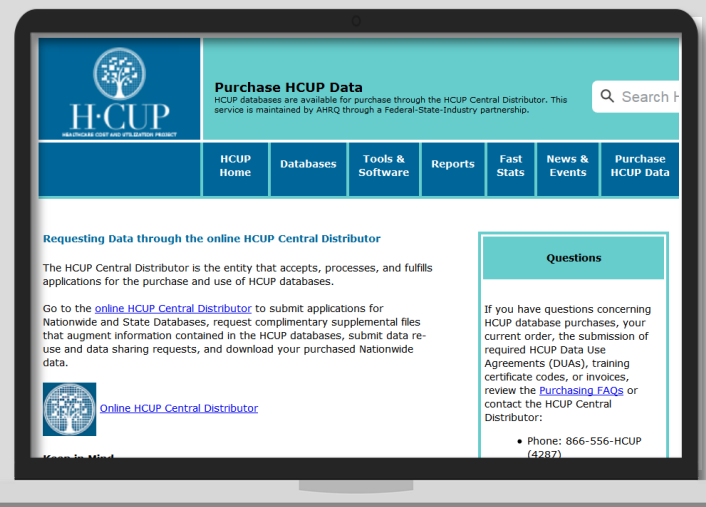 H·CUP
HEALTHCARE COST AND UTILIZATION PROJECT
Purchase HCUP Data
HCUP databases are available for purchase through the HCUP Central Distributor. This
service is maintained by AHRQ through a Federal-State-Industry partnership.
Search H
HCUP
Home
Databases
Tools &
Software
Reports
Fast
Stats
News &
Events
Purchase
HCUP Data
Requesting Data through the online HCUP Central Distributor
The HCUP Central Distributor is the entity that accepts, processes, and fulfills
applications for the purchase and use of HCUP databases.
Go to the online HCUP Central Distributor to submit applications for
Nationwide and State Databases, request complimentary supplemental files
that augment information contained in the HCUP databases, submit data re-
use and data sharing requests, and download your purchased Nationwide
data.
Online HCUP Central Distributor
Keep in Mind
Questions
If you have questions concerning
HCUP database purchases, your
current order, the submission of
required HCUP Data Use
Agreements (DUAs), training
certificate codes, or invoices,
review the Purchasing FAQs or
contact the HCUP Central
Distributor:
• Phone: 866-556-HCUP
(4287)